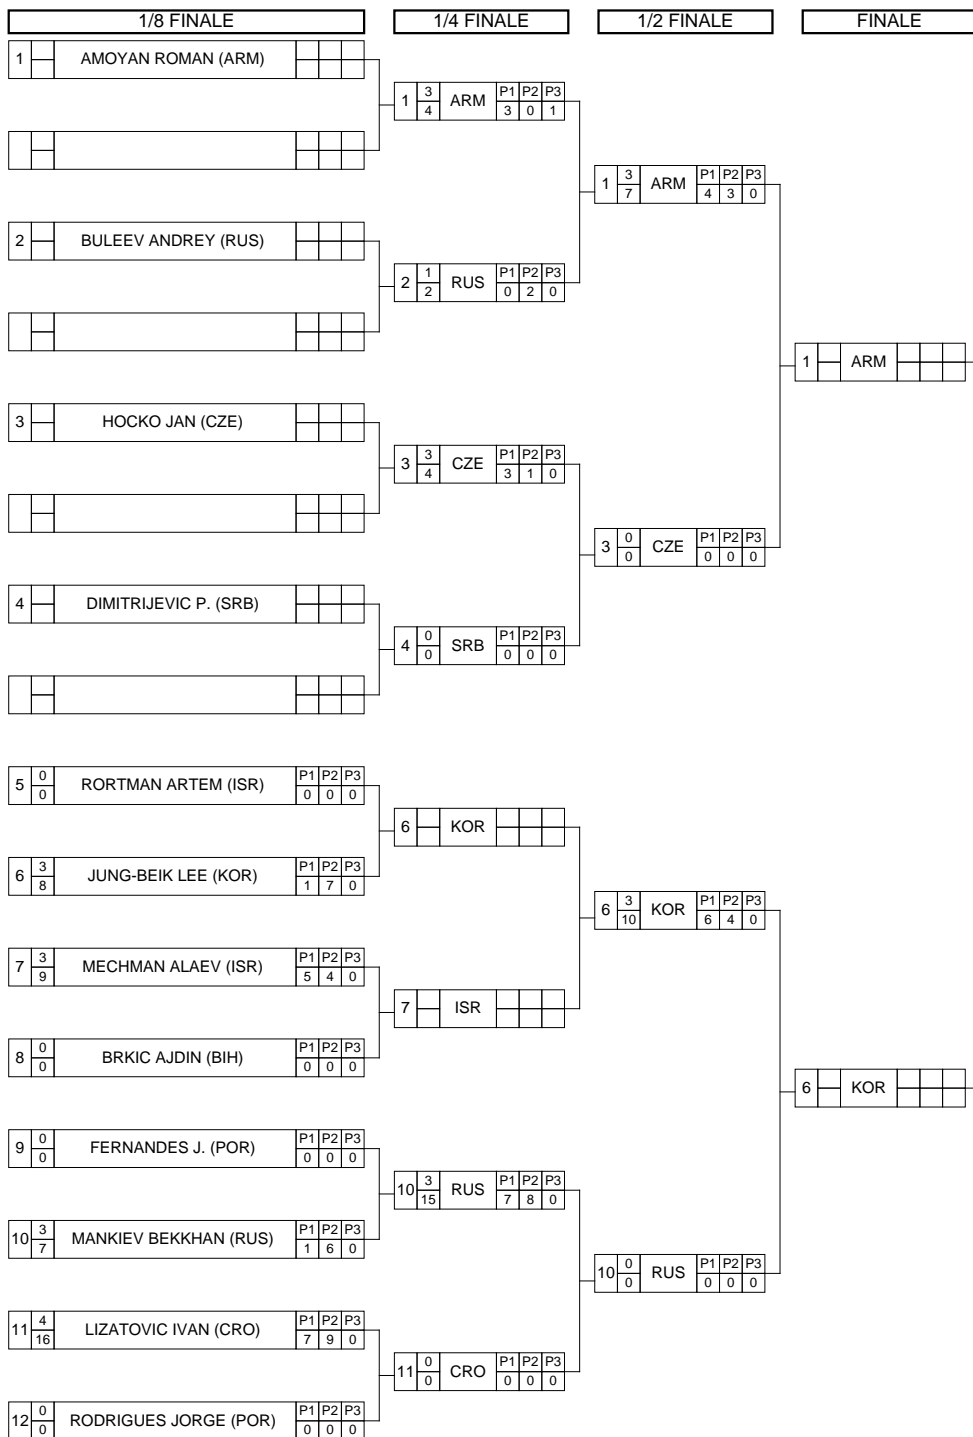 1/8 FINALE 1/4 FINALE 1/2 FINALE FINALE
1 AMOYAN ROMAN (ARM)
1 3 4 ARM P1 P2 P3 3 0 1
1 3 7 ARM P1 P2 P3 4 3 0
2 BULEEV ANDREY (RUS)
2 1 2 RUS P1 P2 P3 0 2 0
1 ARM
3 HOCKO JAN (CZE)
3 3 4 CZE P1 P2 P3 3 1 0
3 0 0 CZE P1 P2 P3 0 0 0
4 DIMITRIJEVIC P. (SRB)
4 0 0 SRB P1 P2 P3 0 0 0
5 0 0 RORTMAN ARTEM (ISR) P1 P2 P3 0 0 0
6 KOR
6 3 8 JUNG-BEIK LEE (KOR) P1 P2 P3 1 7 0
6 3 10 KOR P1 P2 P3 6 4 0
7 3 9 MECHMAN ALAEV (ISR) P1 P2 P3 5 4 0
7 ISR
8 0 0 BRKIC AJDIN (BIH) P1 P2 P3 0 0 0
6 KOR
9 0 0 FERNANDES J. (POR) P1 P2 P3 0 0 0
10 3 15 RUS P1 P2 P3 7 8 0
10 3 7 MANKIEV BEKKHAN (RUS) P1 P2 P3 1 6 0
10 0 0 RUS P1 P2 P3 0 0 0
11 4 16 LIZATOVIC IVAN (CRO) P1 P2 P3 7 9 0
11 0 0 CRO P1 P2 P3 0 0 0
12 0 0 RODRIGUES JORGE (POR) P1 P2 P3 0 0 0